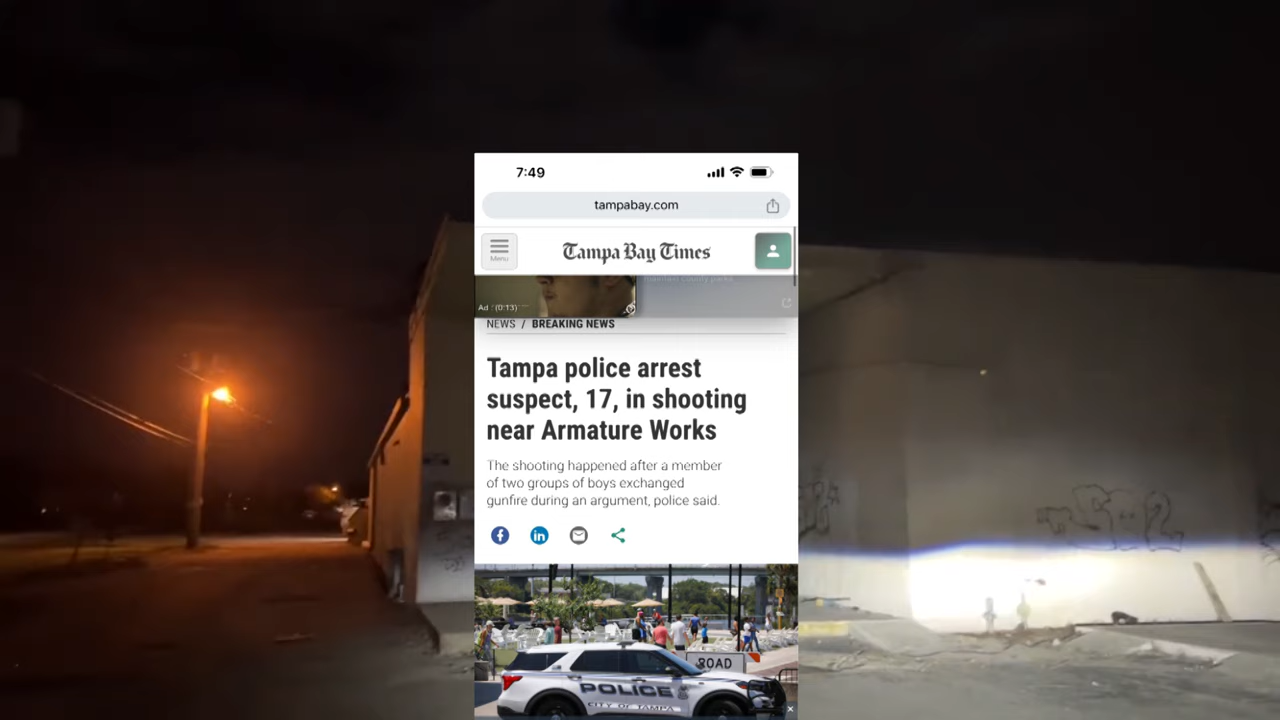 7:49
tampabay.com
Menu
Tampa Bay Times
Ad (0:13)
NEWS / BREAKING NEWS
Tampa police arrest
suspect, 17, in shooting
near Armature Works
The shooting happened after a member
of two groups of boys exchanged
gunfire during an argument, police said.
ROAD
POLICE
CITY OF TAMPA